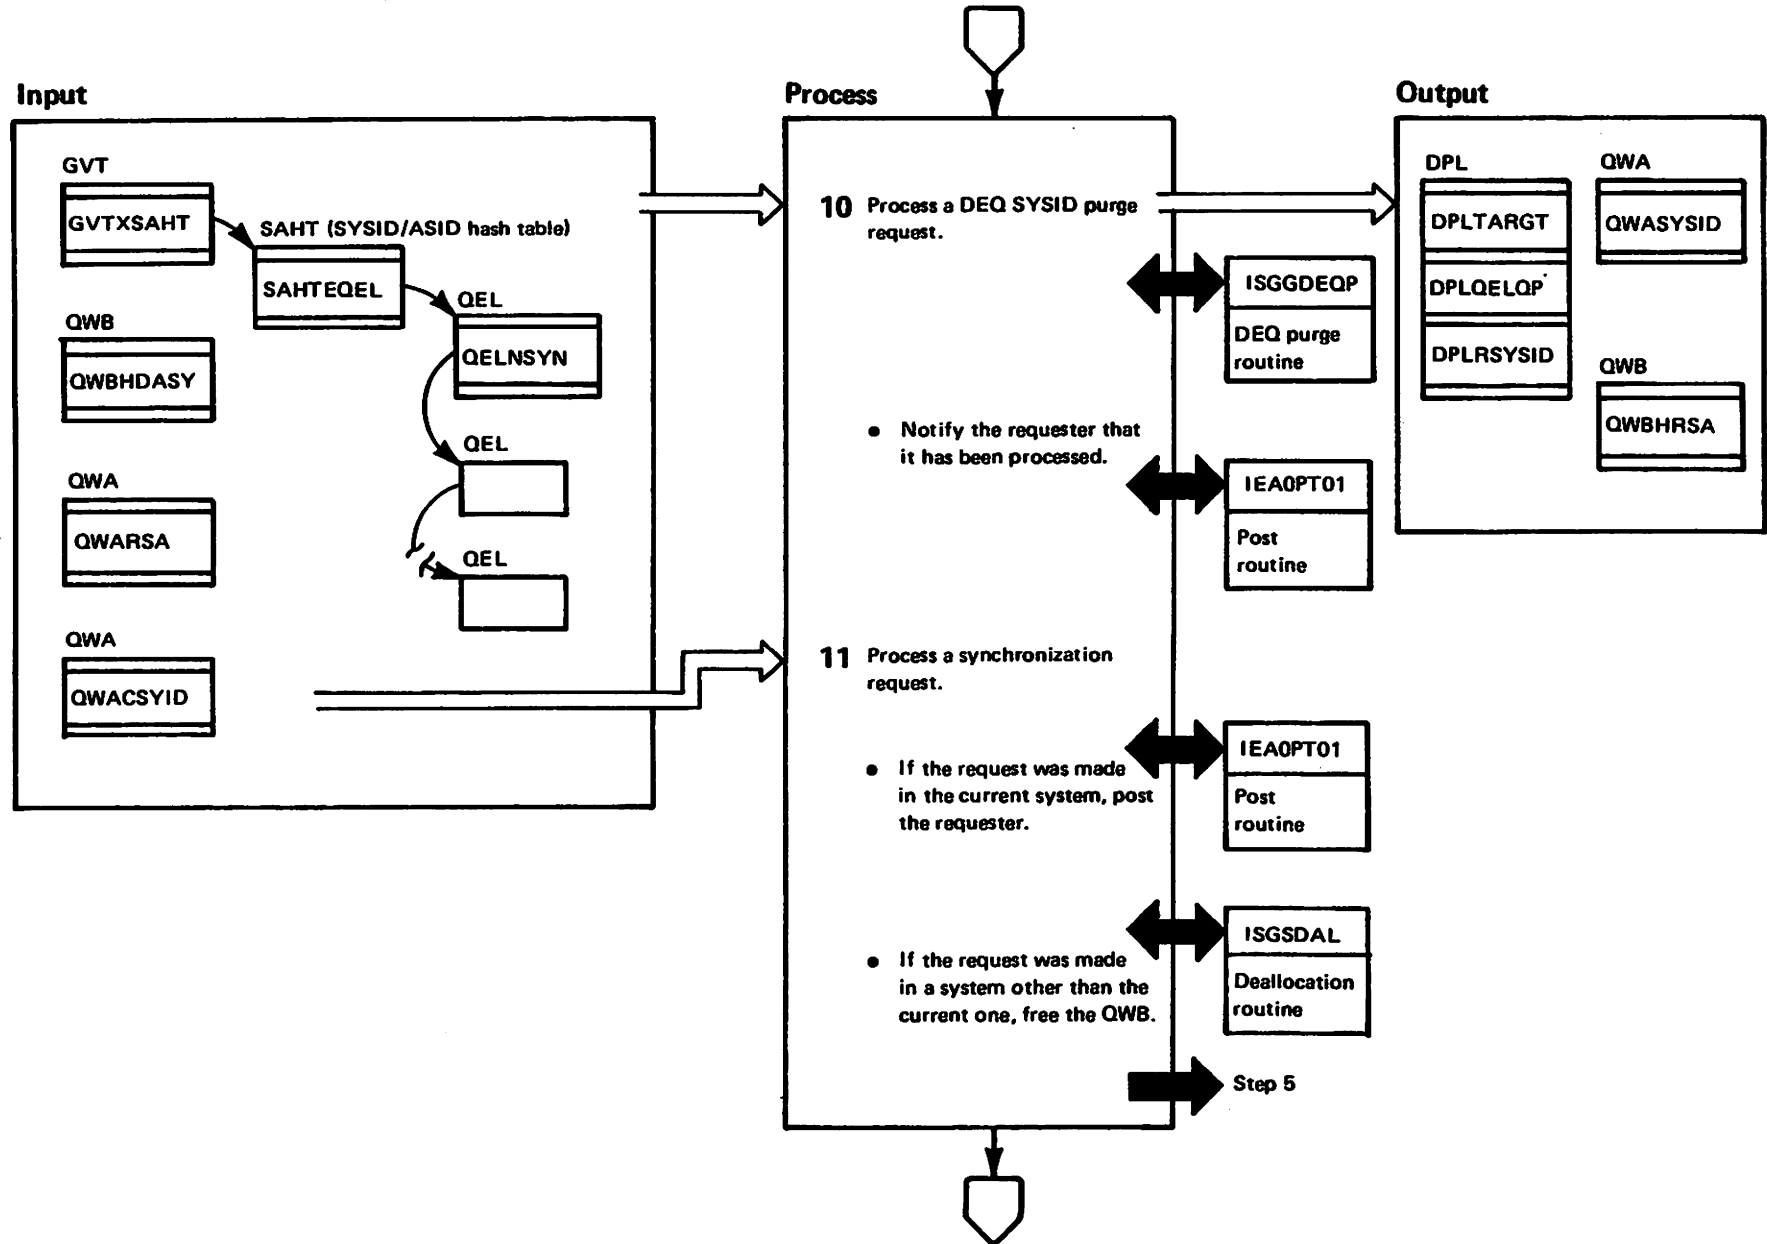 Input
GVT
GVTXSAHT
SAHT (SYSID/ASID hash table)
SAHTEQEL
QEL
QELNSYN
QWB
QWBHDASY
QEL
QWA
QWARSA
QEL
QWA
QWACSYID
Process
10 Process a DEQ SYSID purge
request.
ISGGDEQP
DEQ purge
routine
• Notify the requester that
it has been processed.
IEA0PT01
Post
routine
11 Process a synchronization
request.
IEA0PT01
Post
routine
• If the request was made
in the current system, post
the requester.
ISGSDAL
Deallocation
routine
• If the request was made
in a system other than the
current one, free the QWB.
Step 5
Output
DPL
DPLTARGT
DPLQELQP
DPLRSYSID
QWA
QWASYSID
QWB
QWBHRSA